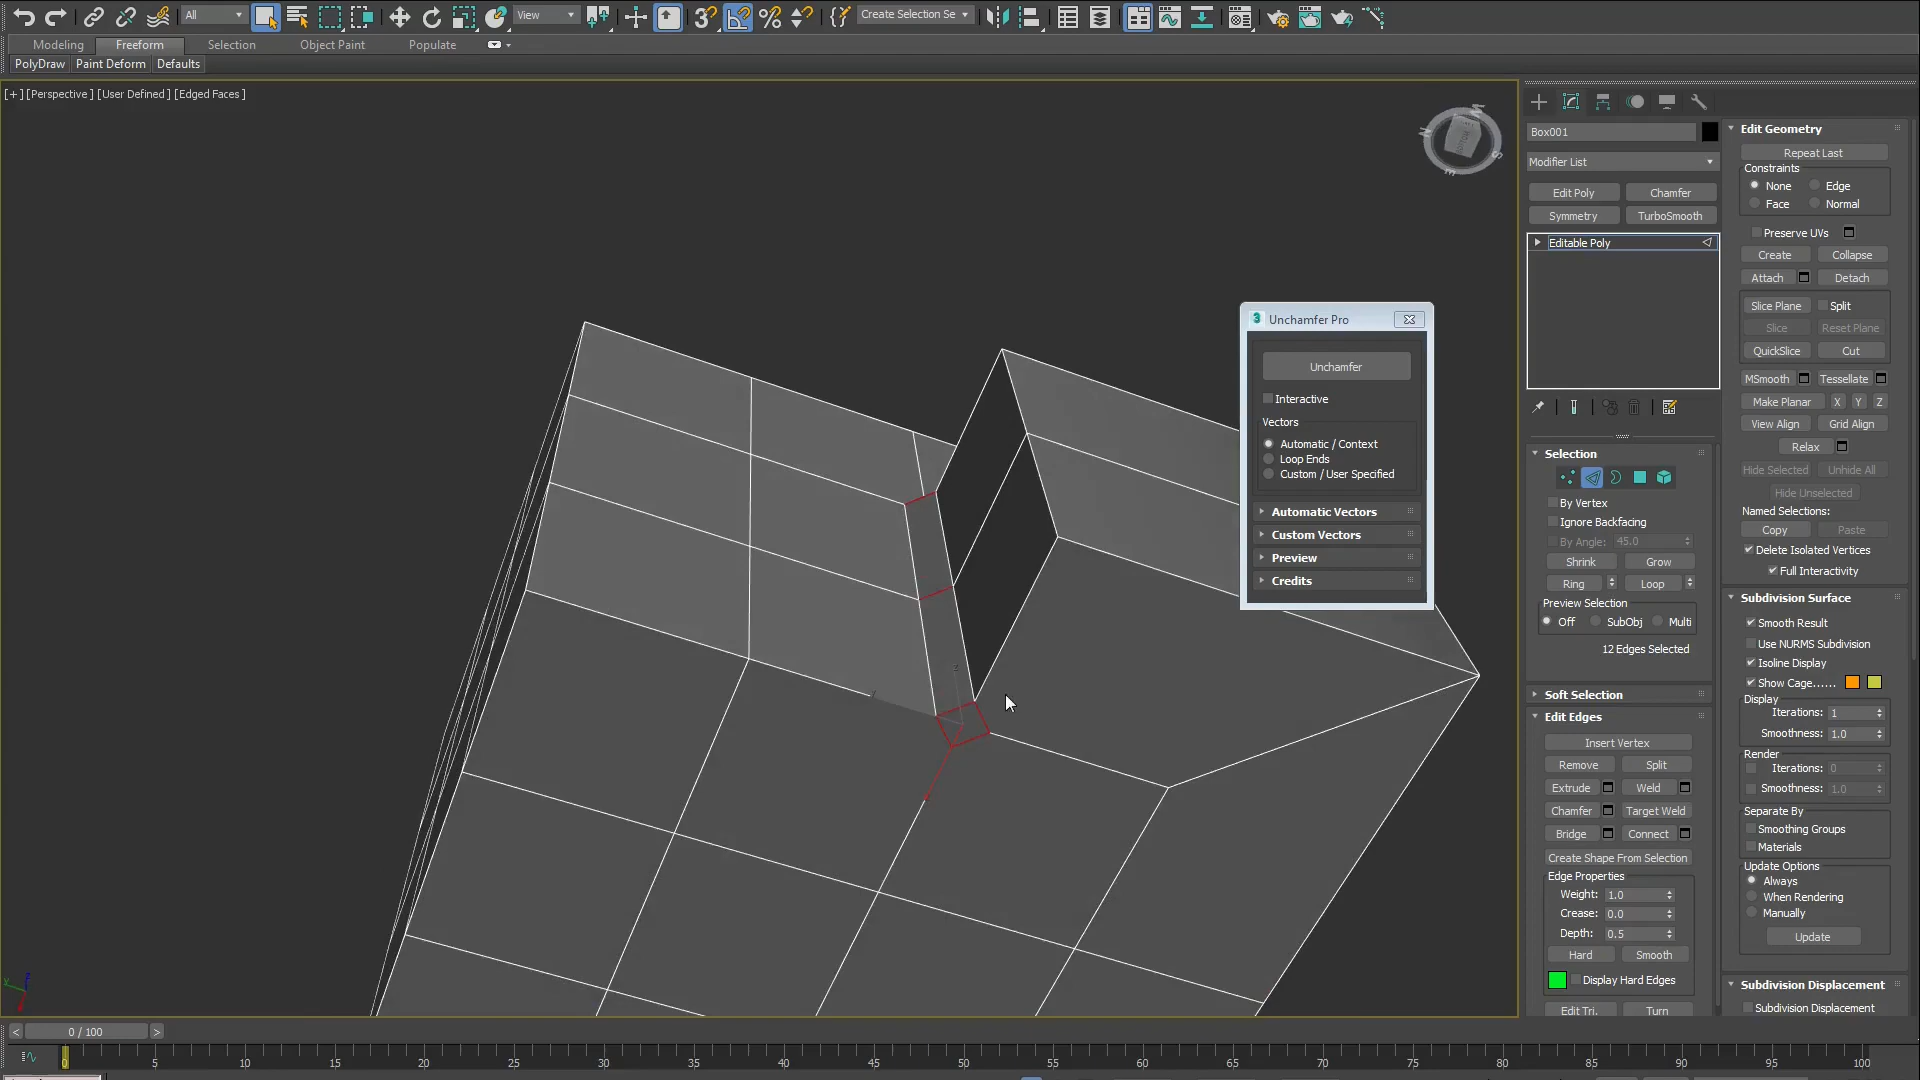 All
View
3
Create Selection Se
Modeling
Freeform
Selection
Object Paint
Populate
PolyDraw
Paint Deform
Defaults
[+] [Perspective ] [User Defined ] [Edged Faces ]
Box001
Modifier List
Edit Poly
Chamfer
Symmetry
TurboSmooth
Editable Poly
Selection
By Vertex
Ignore Backfacing
By Angle: 45.0
Shrink
Grow
Ring
Loop
Preview Selection
Off
SubObj
Multi
12 Edges Selected
Soft Selection
Edit Edges
Insert Vertex
Remove
Split
Extrude
Weld
Chamfer
Target Weld
Bridge
Connect
Create Shape From Selection
Edge Properties
Weight: 1.0
Crease: 0.0
Depth: 0.5
Hard
Smooth
Display Hard Edges
Edit Tri.
Turn
Edit Geometry
Repeat Last
Constraints
None
Edge
Face
Normal
Preserve UVs
Create
Collapse
Attach
Detach
Slice Plane
Split
Slice
Reset Plane
QuickSlice
Cut
MSmooth
Tessellate
Make Planar
X
Y
Z
View Align
Grid Align
Relax
Hide Selected
Unhide All
Hide Unselected
Named Selections:
Copy
Paste
Delete Isolated Vertices
Full Interactivity
Subdivision Surface
Smooth Result
Use NURMS Subdivision
Isoline Display
Show Cage......
Display
Iterations: 1
Smoothness: 1.0
Render
Iterations: 0
Smoothness: 1.0
Separate By
Smoothing Groups
Materials
Update Options
Always
When Rendering
Manually
Update
Subdivision Displacement
Subdivision Displacement
3 Unchamfer Pro
Unchamfer
Interactive
Vectors
Automatic / Context
Loop Ends
Custom / User Specified
Automatic Vectors
Custom Vectors
Preview
Credits
< 0 / 100 >
0 5 10 15 20 25 30 35 40 45 50 55 60 65 70 75 80 85 90 95 100